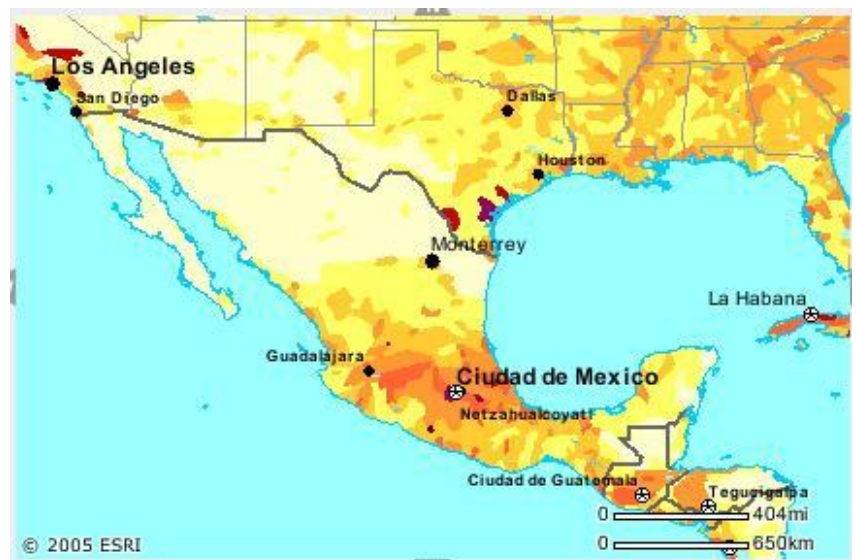 Los Angeles
San Diego
Dallas
Houston
Monterrey
La Habana
Guadalajara
Ciudad de Mexico
Netzahualcoyatl
Ciudad de Guatemala
Tegucigalpa
0 404mi
© 2005 ESRI
0 650km